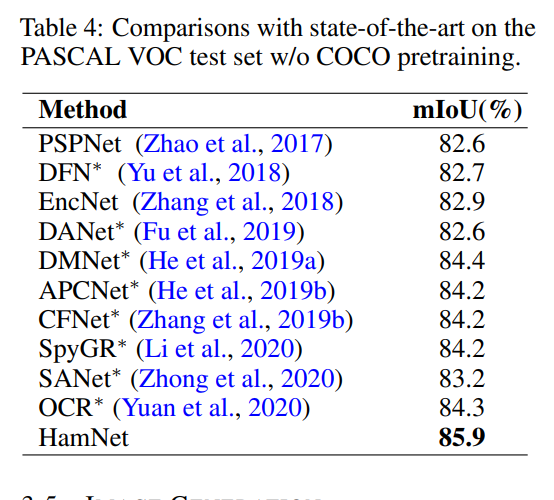 Table 4: Comparisons with state-of-the-art on the
PASCAL VOC test set w/o COCO pretraining.
Method mIoU(%)
PSPNet (Zhao et al., 2017) 82.6
DFN* (Yu et al., 2018) 82.7
EncNet (Zhang et al., 2018) 82.9
DANet* (Fu et al., 2019) 82.6
DMNet* (He et al., 2019a) 84.4
APCNet* (He et al., 2019b) 84.2
CFNet* (Zhang et al., 2019b) 84.2
SpyGR* (Li et al., 2020) 84.2
SANet* (Zhong et al., 2020) 83.2
OCR* (Yuan et al., 2020) 84.3
HamNet 85.9